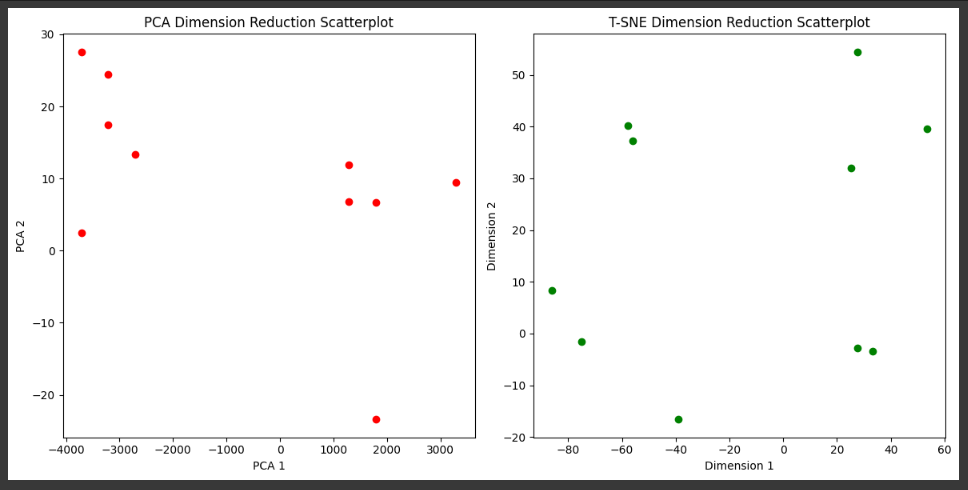 PCA Dimension Reduction Scatterplot
30
20
10
0
−10
−20
PCA 2
−4000 −3000 −2000 −1000 0 1000 2000 3000
PCA 1
T-SNE Dimension Reduction Scatterplot
50
40
30
20
10
0
−10
−20
Dimension 2
−80 −60 −40 −20 0 20 40 60
Dimension 1